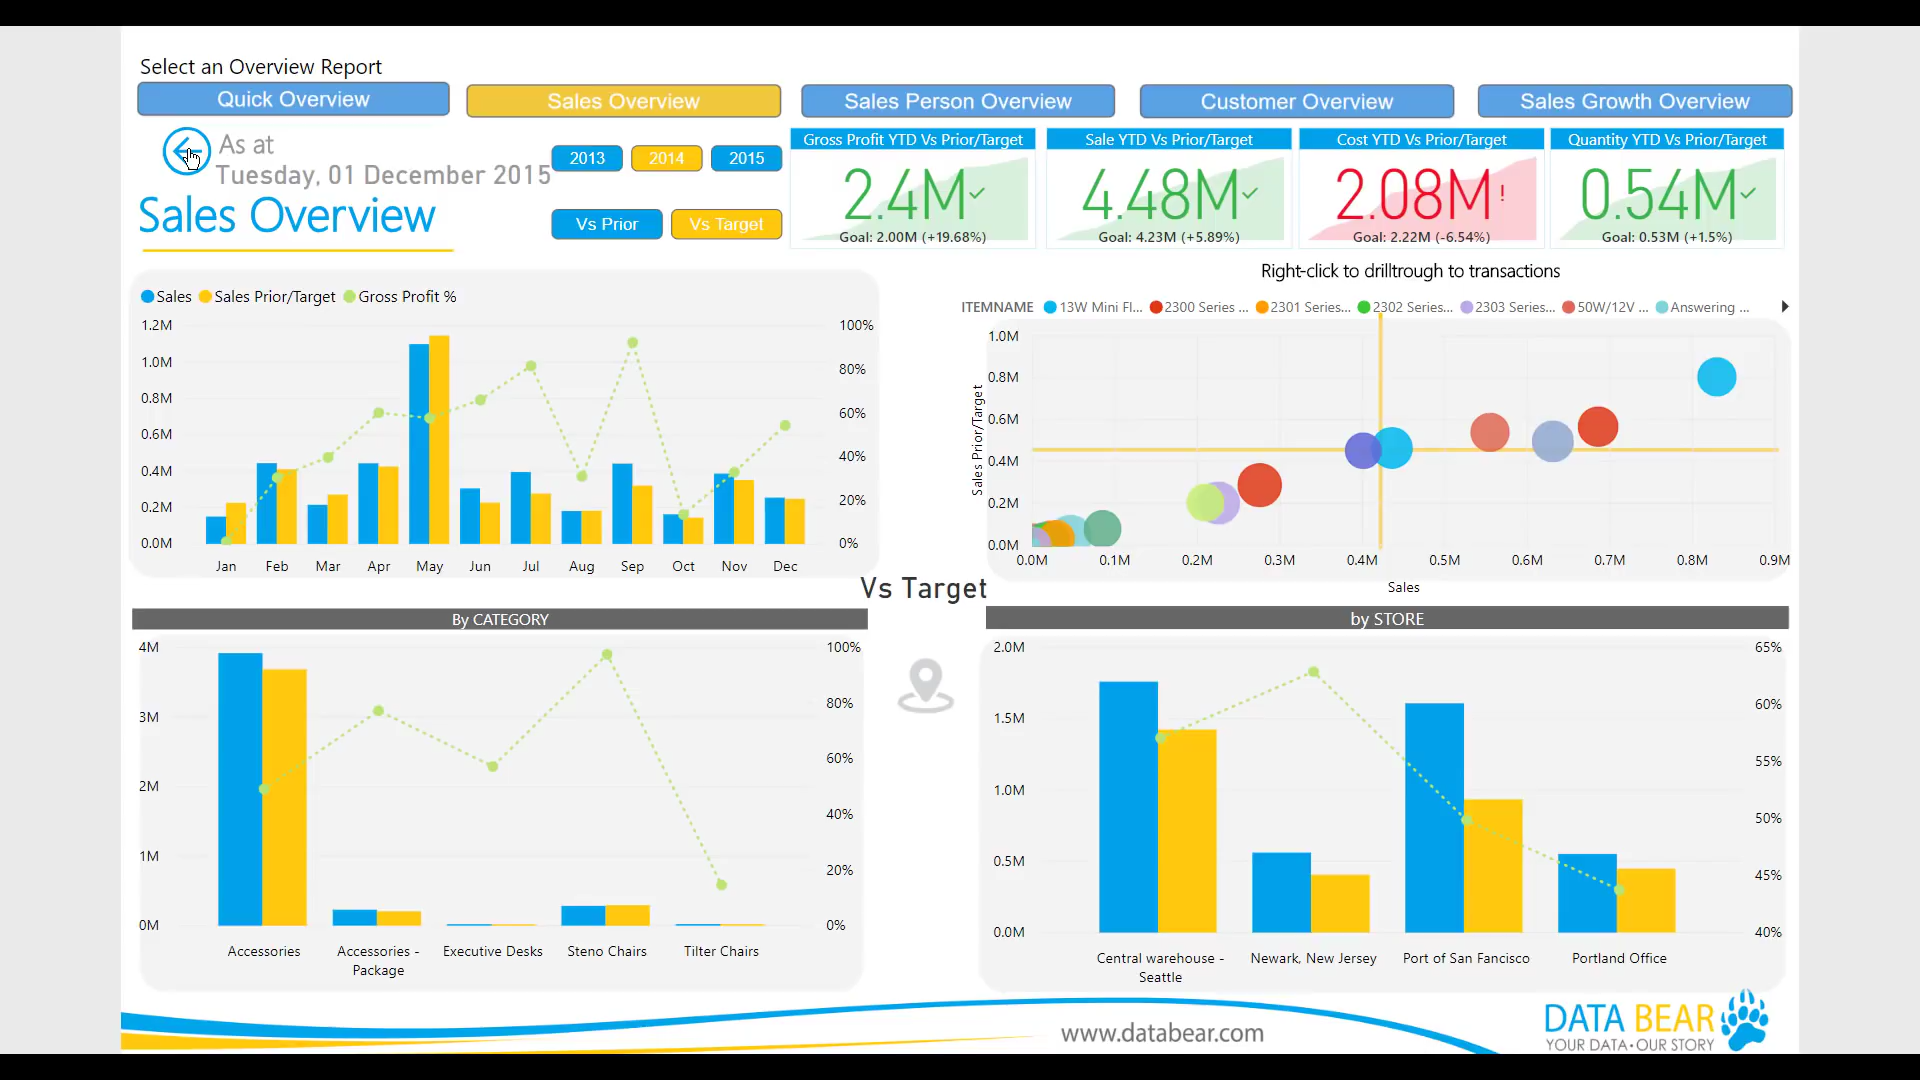 Select an Overview Report
Quick Overview
Sales Overview
Sales Person Overview
Customer Overview
Sales Growth Overview
As at
Tuesday, 01 December 2015
Sales Overview
2013
2014
2015
Vs Prior
Vs Target
Gross Profit YTD Vs Prior/Target
2.4M
Goal: 2.00M (+19.68%)
Sale YTD Vs Prior/Target
4.48M
Goal: 4.23M (+5.89%)
Cost YTD Vs Prior/Target
2.08M !
Goal: 2.22M (-6.54%)
Quantity YTD Vs Prior/Target
0.54M
Goal: 0.53M (+1.5%)
Sales Sales Prior/Target Gross Profit %
1.2M
1.0M
0.8M
0.6M
0.4M
0.2M
0.0M
100%
80%
60%
40%
20%
0%
Jan Feb Mar Apr May Jun Jul Aug Sep Oct Nov Dec
Right-click to drilltrough to transactions
ITEMNAME 13W Mini Fl... 2300 Series ... 2301 Series... 2302 Series... 2303 Series... 50W/12V ... Answering ...
Sales Prior/Target
1.0M
0.8M
0.6M
0.4M
0.2M
0.0M
0.0M 0.1M 0.2M 0.3M 0.4M 0.5M 0.6M 0.7M 0.8M 0.9M
Sales
Vs Target
By CATEGORY
4M
3M
2M
1M
0M
100%
80%
60%
40%
20%
0%
Accessories
Accessories -
Package
Executive Desks
Steno Chairs
Tilter Chairs
by STORE
2.0M
1.5M
1.0M
0.5M
0.0M
65%
60%
55%
50%
45%
40%
Central warehouse -
Seattle
Newark, New Jersey
Port of San Fancisco
Portland Office
www.databear.com
DATA BEAR
YOUR DATA • OUR STORY